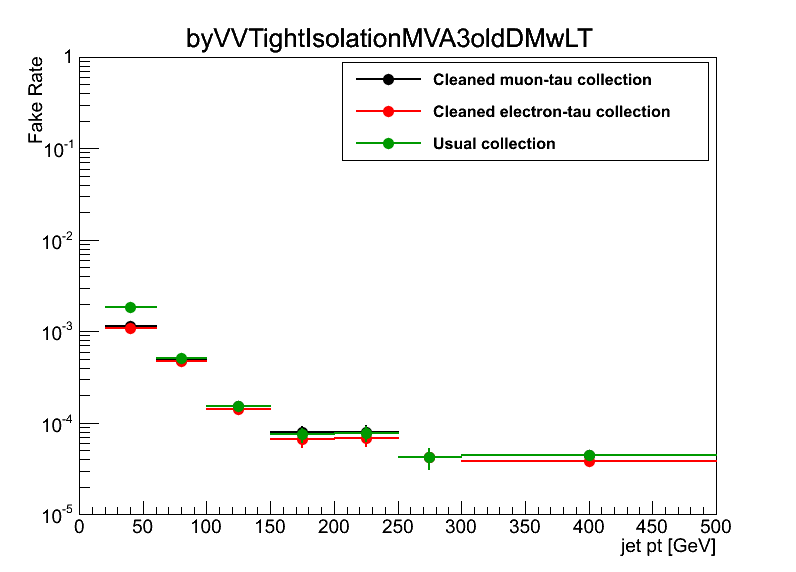 byVVTightIsolationMVA3oldDMwLT
Fake Rate
1
10-1
10-2
10-3
10-4
10-5
Cleaned muon-tau collection
Cleaned electron-tau collection
Usual collection
0 50 100 150 200 250 300 350 400 450 500
jet pt [GeV]